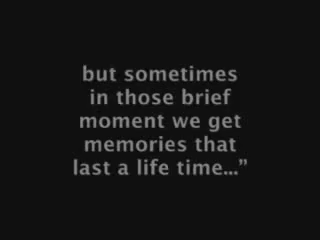 but sometimes
in those brief
moment we get
memories that
last a life time...”